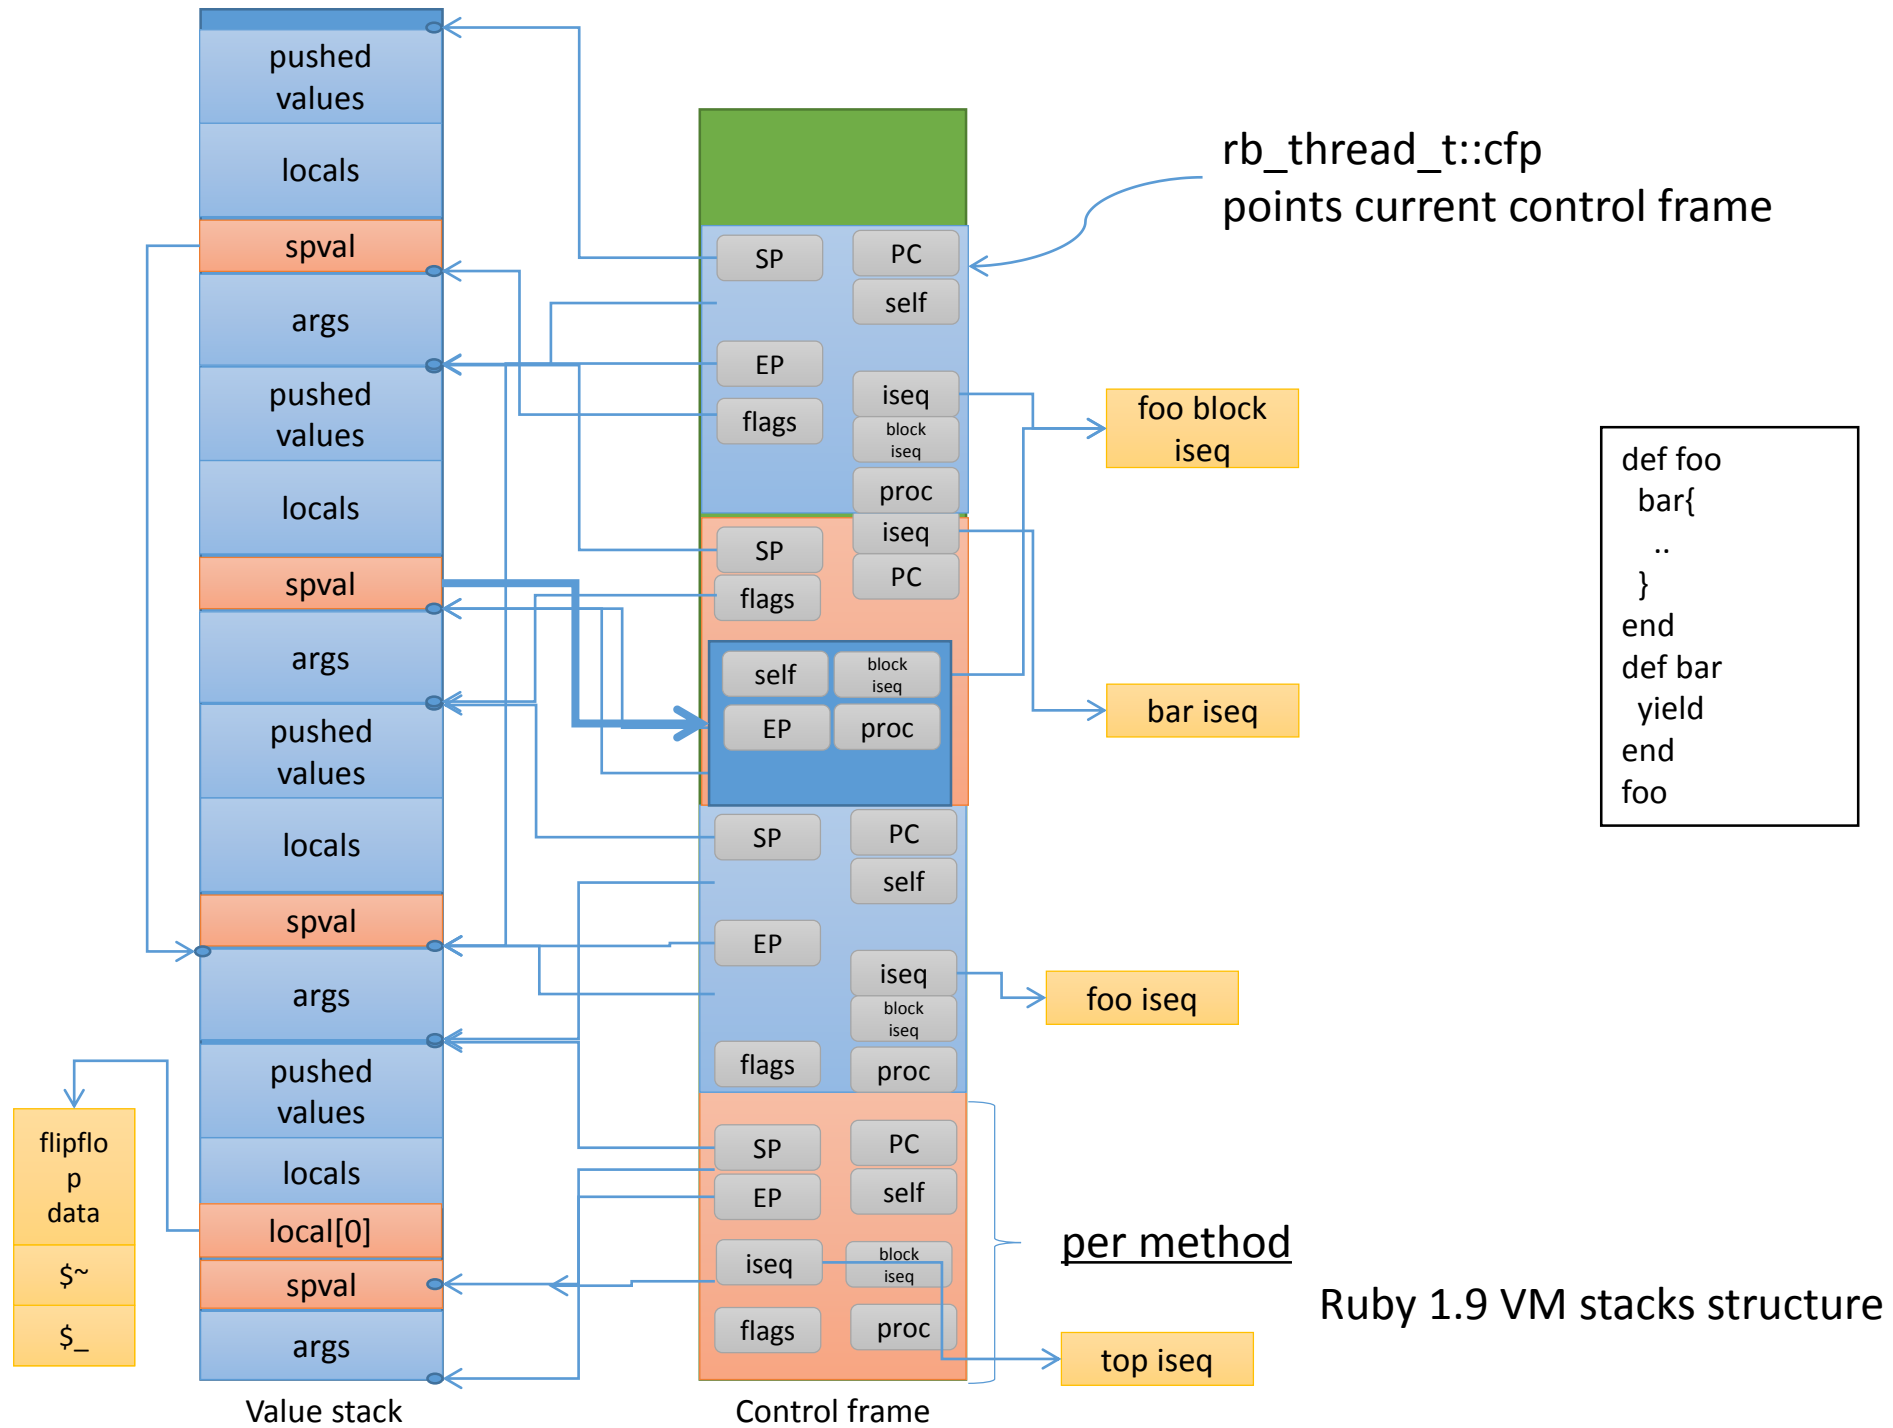 pushed
values
locals
spval
args
pushed
values
locals
spval
args
pushed
values
locals
spval
args
pushed
values
locals
local[0]
spval
args
Value stack
flipflo
p
data
$~
$_
SP
PC
self
EP
iseq
flags
block
iseq
proc
iseq
SP
PC
flags
self
block
iseq
EP
proc
SP
PC
self
EP
iseq
block
iseq
flags
proc
SP
PC
EP
self
iseq
block
iseq
flags
proc
Control frame
rb_thread_t::cfp
points current control frame
foo block
iseq
bar iseq
foo iseq
top iseq
per method
def foo
bar{
..
}
end
def bar
yield
end
foo
Ruby 1.9 VM stacks structure